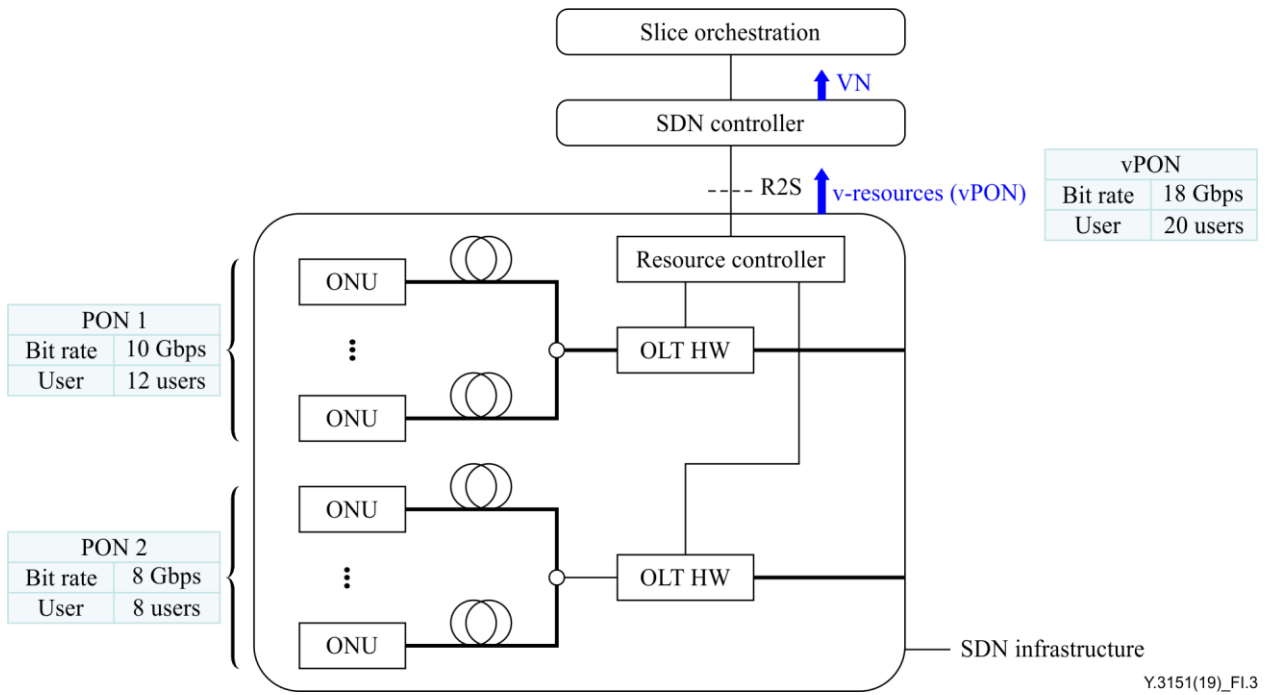 Slice orchestration
VN
SDN controller
R2S
v-resources (vPON)
vPON
Bit rate 18 Gbps
User 20 users
Resource controller
ONU
PON 1
Bit rate 10 Gbps
User 12 users
OLT HW
ONU
ONU
PON 2
Bit rate 8 Gbps
User 8 users
OLT HW
ONU
SDN infrastructure
Y.3151(19)_FI.3